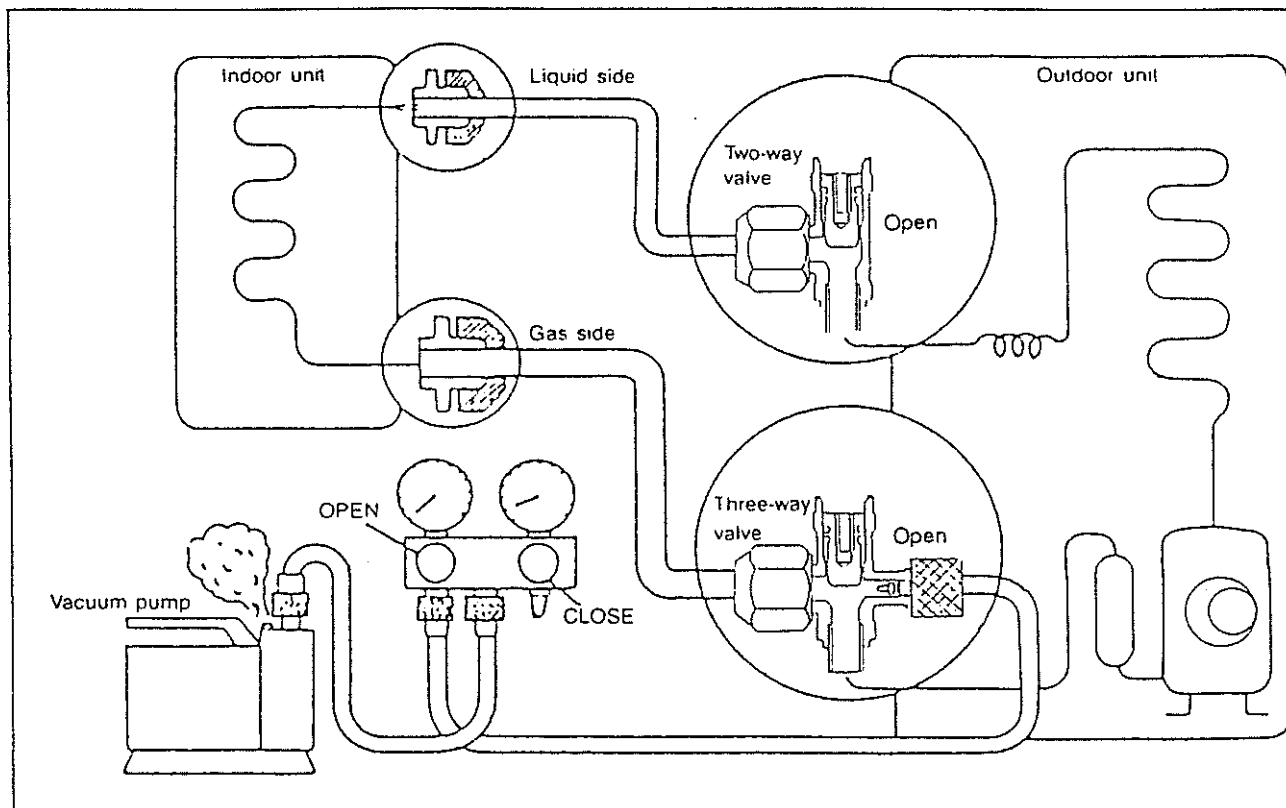 Indoor unit
Liquid side
Outdoor unit
Two-way
valve
Open
Gas side
Three-way
valve
Open
OPEN
CLOSE
Vacuum pump